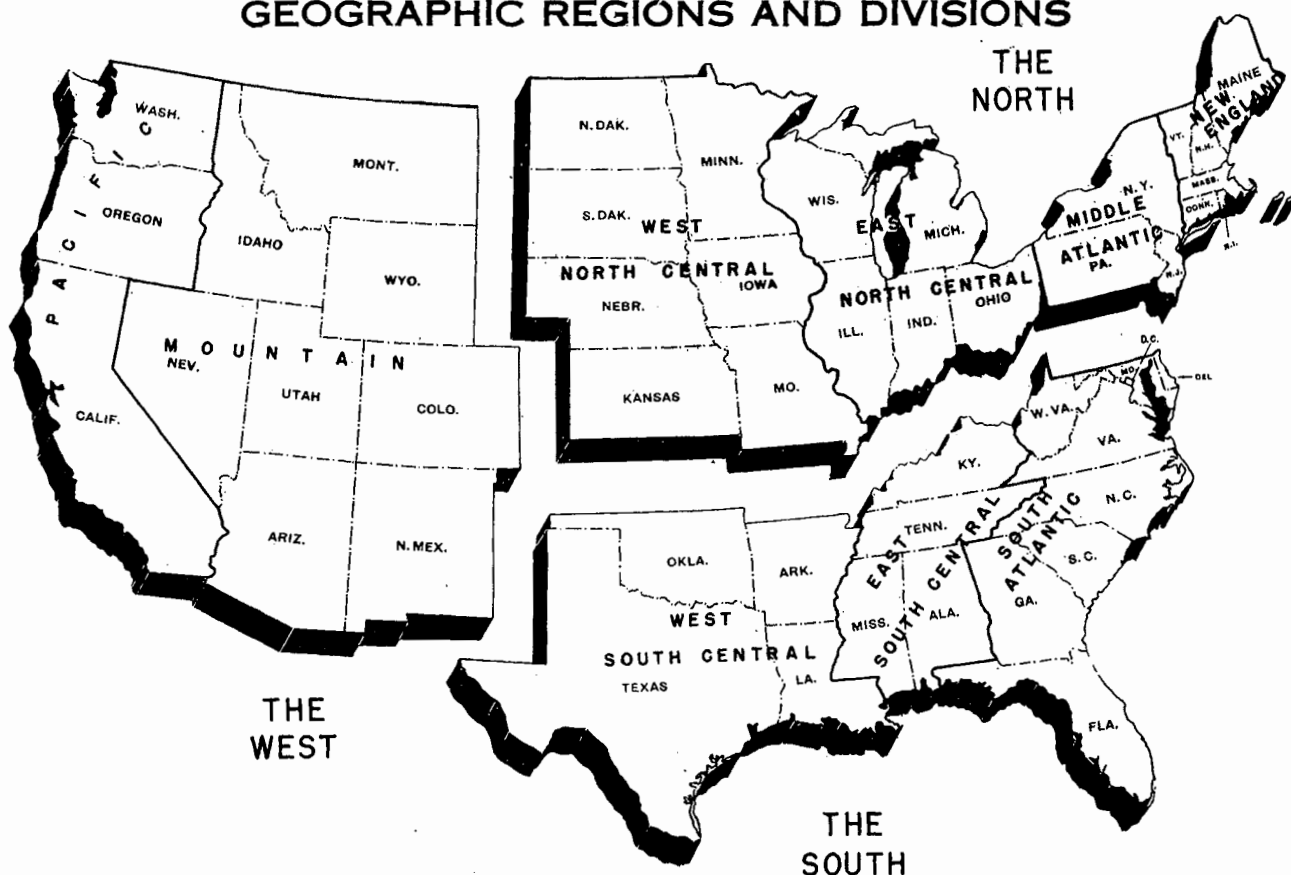 GEOGRAPHIC REGIONS AND DIVISIONS
THE
NORTH
MAINE
NEW
ENGLAND
VT.
N.H.
MASS.
CONN.
R.I.
N.Y.
MIDDLE
ATLANTIC
PA.
N.J.
WASH.
PACIFIC
OREGON
CALIF.
MONT.
IDAHO
WYO.
MOUNTAIN
NEV.
UTAH
COLO.
ARIZ.
N. MEX.
N. DAK.
MINN.
S. DAK.
WEST
NORTH CENTRAL
NEBR.
IOWA
KANSAS
MO.
WIS.
EAST
MICH.
NORTH CENTRAL
ILL.
IND.
OHIO
D.C.
MD.
DEL.
W. VA.
VA.
KY.
N.C.
TENN.
SOUTH
ATLANTIC
EAST
SOUTH CENTRAL
S.C.
MISS.
ALA.
GA.
FLA.
OKLA.
ARK.
WEST
SOUTH CENTRAL
TEXAS
LA.
THE
WEST
THE
SOUTH